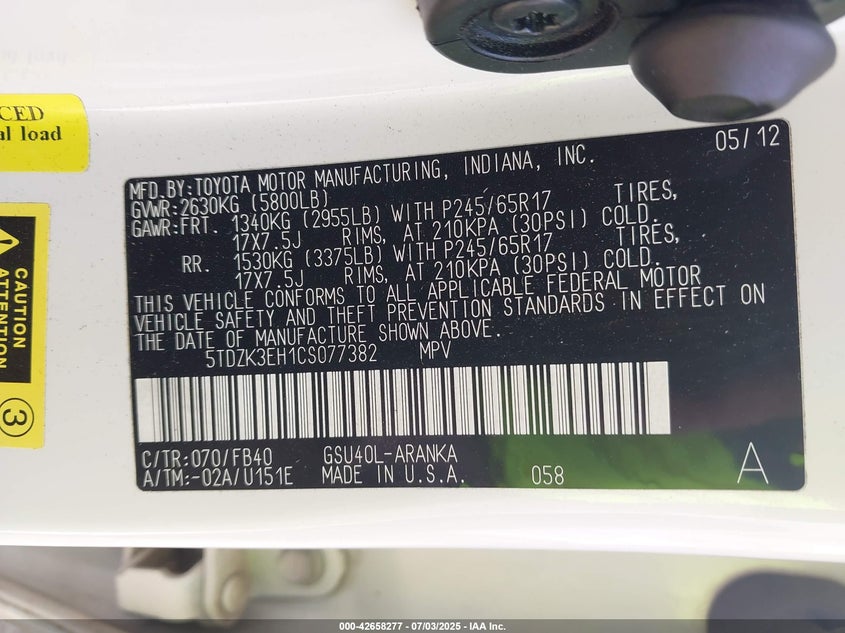 CED
al load
ATTENTION
3
05/12
MFD.BY:TOYOTA MOTOR MANUFACTURING, INDIANA, INC.
GVWR:2630KG (5800LB)
GAWR:FRT. 1340KG (2955LB) WITH P245/65R17 TIRES,
17X7.5J RIMS, AT 210KPA (30PSI) COLD.
RR. 1530KG (3375LB) WITH P245/65R17 TIRES,
17X7.5J RIMS, AT 210KPA (30PSI) COLD.
THIS VEHICLE CONFORMS TO ALL APPLICABLE FEDERAL MOTOR
VEHICLE SAFETY AND THEFT PREVENTION STANDARDS IN EFFECT ON
THE DATE OF MANUFACTURE SHOWN ABOVE.
5TDZK3EH1CS077382 MPV
C/TR:070/FB40 GSU40L-ARANKA
A/TM:-02A/U151E MADE IN U.S.A. 058 A
000-42658277 - 07/03/2025 - IAA Inc.